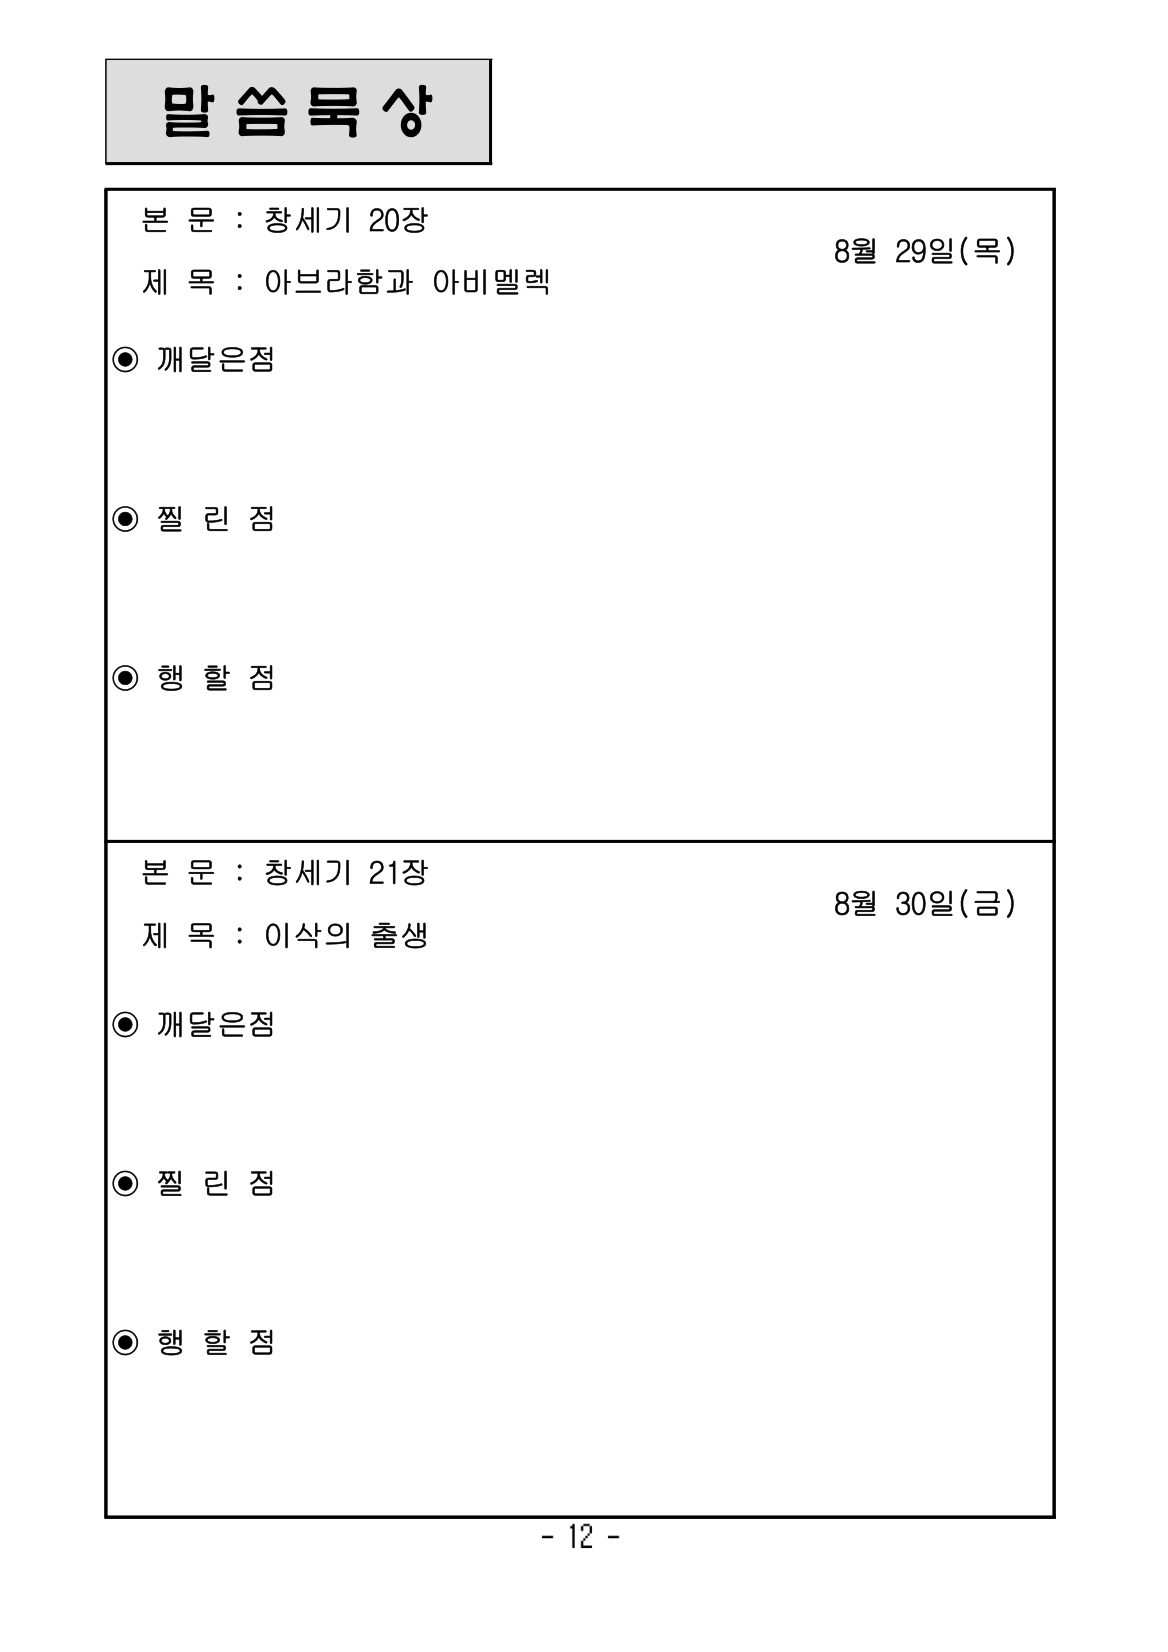 말씀묵상
본 문 : 창세기 20장
8월 29일(목)
제 목 : 아브라함과 아비멜렉
◉ 깨달은점
◉ 찔 린 점
◉ 행 할 점
본 문 : 창세기 21장
8월 30일(금)
제 목 : 이삭의 출생
◉ 깨달은점
◉ 찔 린 점
◉ 행 할 점
- 12 -